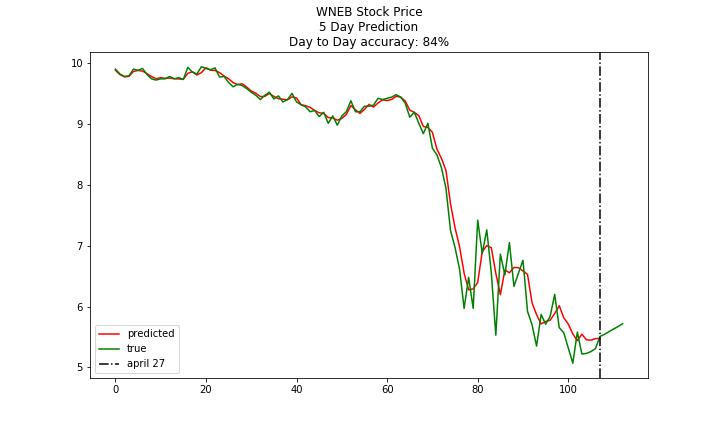 WNEB Stock Price
5 Day Prediction
Day to Day accuracy: 84%
10
9
8
7
6
5
predicted
true
april 27
0 20 40 60 80 100